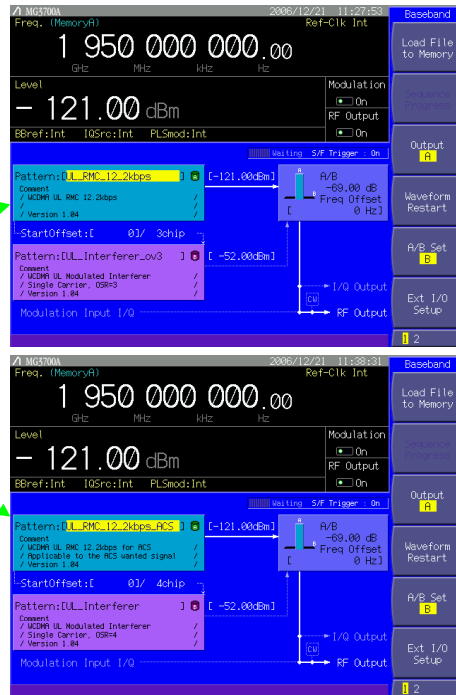 MG3700A 2006/12/21 11:27:53 Baseband
Freq. (MemoryA) Ref-Clk Int
1 950 000 000.00
GHz MHz kHz Hz
Load File
to Memory
Level
- 121.00 dBm
Modulation
On
RF Output
On
Sequence
Progress
BBref:Int IQSrc:Int PLSmod:Int
Waiting S/F Trigger : On
Output
A
Pattern:[UL_RMC_12_2kbps ] [-121.00dBm]
Comment
/ WCDMA UL RMC 12.2kbps /
/ /
/ Version 1.04 /
A/B
-69.00 dB
Freq Offset
[ 0 Hz]
A
B
Waveform
Restart
StartOffset:[ 0]/ 3chip
Pattern:[UL_Interferer_ov3 ] [ -52.00dBm]
Comment
/ WCDMA UL Modulated Interferer /
/ Single Carrier, OSR=3 /
/ Version 1.04 /
A/B Set
B
I/Q Output
CW
Modulation Input I/Q RF Output
Ext I/O
Setup
1 2
MG3700A 2006/12/21 11:38:31 Baseband
Freq. (MemoryA) Ref-Clk Int
1 950 000 000.00
GHz MHz kHz Hz
Load File
to Memory
Level
- 121.00 dBm
Modulation
On
RF Output
On
Sequence
Progress
BBref:Int IQSrc:Int PLSmod:Int
Waiting S/F Trigger : On
Output
A
Pattern:[UL_RMC_12_2kbps_ACS ] [-121.00dBm]
Comment
/ WCDMA UL RMC 12.2kbps for ACS /
/ Applicable to the ACS wanted signal /
/ Version 1.04 /
A/B
-69.00 dB
Freq Offset
[ 0 Hz]
A
B
Waveform
Restart
StartOffset:[ 0]/ 4chip
Pattern:[UL_Interferer ] [ -52.00dBm]
Comment
/ WCDMA UL Modulated Interferer /
/ Single Carrier, OSR=4 /
/ Version 1.04 /
A/B Set
B
I/Q Output
CW
Modulation Input I/Q RF Output
Ext I/O
Setup
1 2